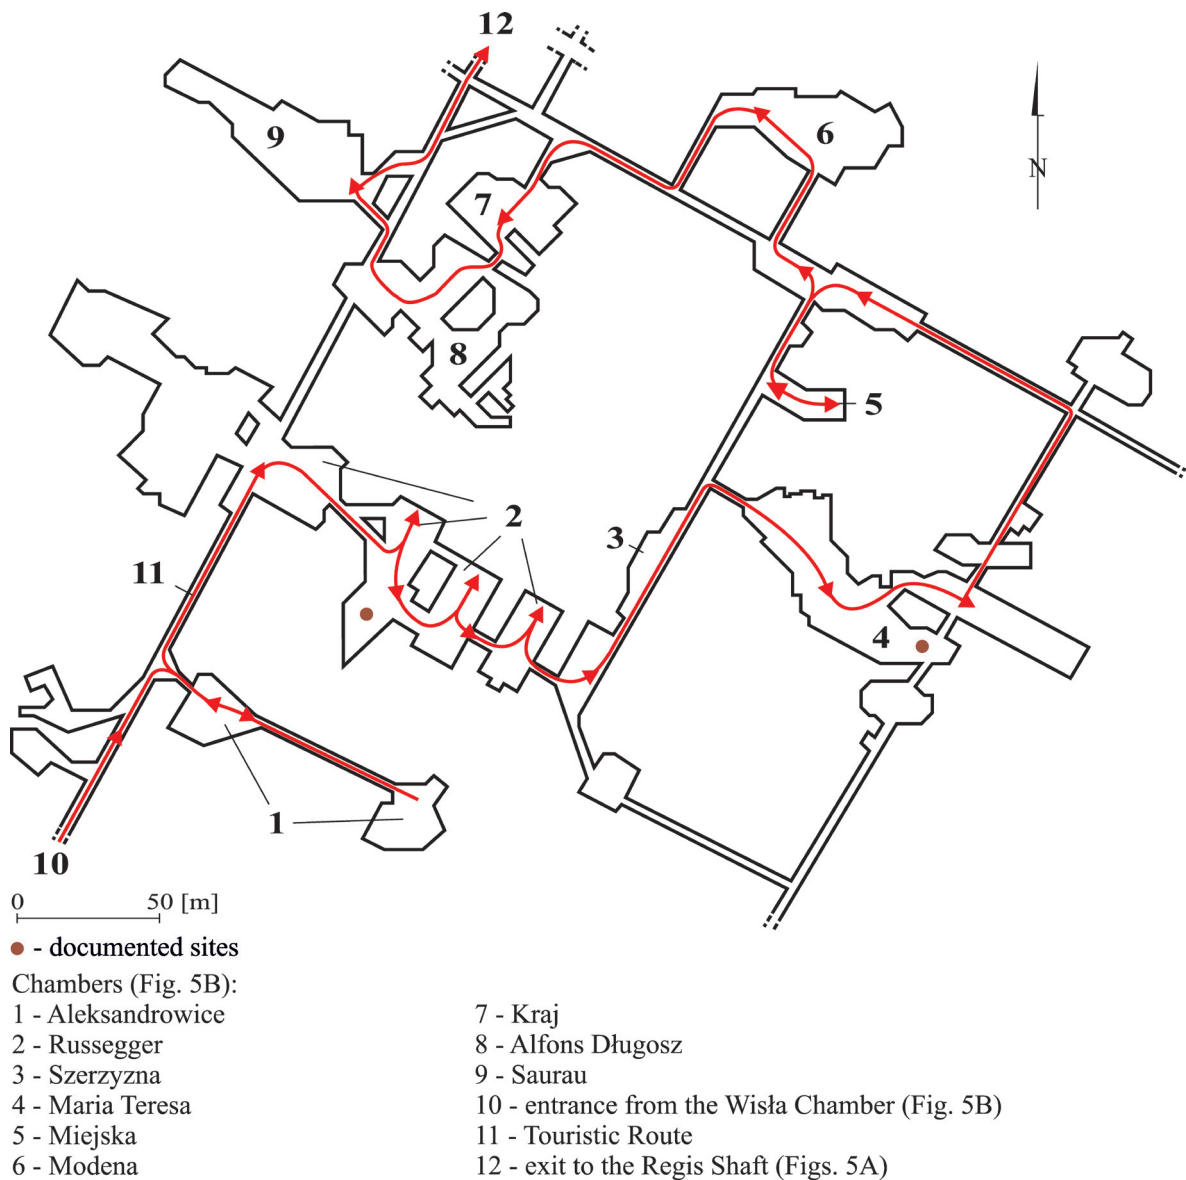 12
9
6
7
N
8
5
2
3
11
4
1
10
0 50 [m]
- documented sites
Chambers (Fig. 5B):
1 - Aleksandrowice
2 - Russegger
3 - Szerzyzna
4 - Maria Teresa
5 - Miejska
6 - Modena
7 - Kraj
8 - Alfons Długosz
9 - Saurau
10 - entrance from the Wisła Chamber (Fig. 5B)
11 - Touristic Route
12 - exit to the Regis Shaft (Figs. 5A)